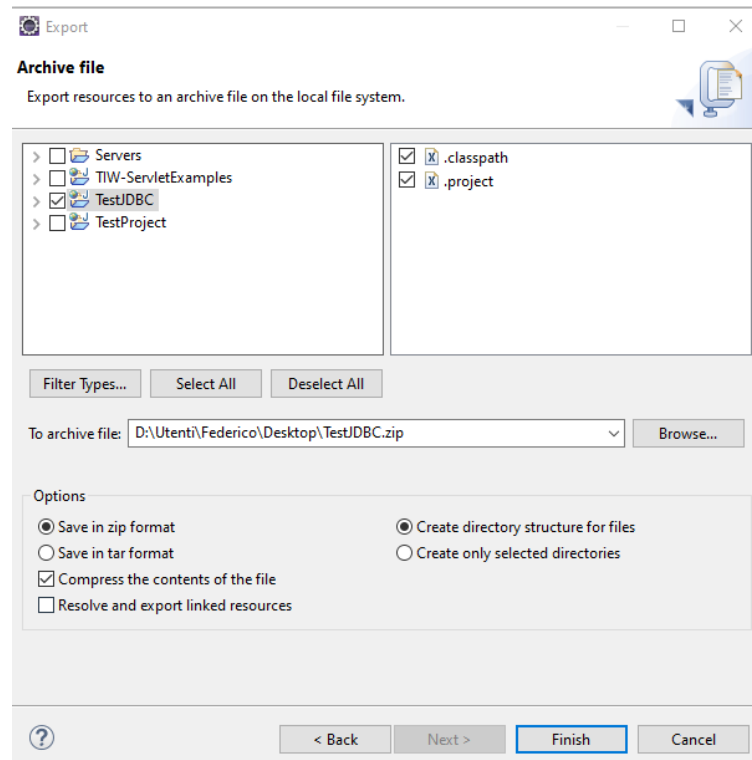 Export
Archive file
Export resources to an archive file on the local file system.
Servers
TIW-ServletExamples
TestJDBC
TestProject
.classpath
.project
Filter Types...
Select All
Deselect All
To archive file:
D:\Utenti\Federico\Desktop\TestJDBC.zip
Browse...
Options
Save in zip format
Create directory structure for files
Save in tar format
Create only selected directories
Compress the contents of the file
Resolve and export linked resources
?
< Back
Next >
Finish
Cancel